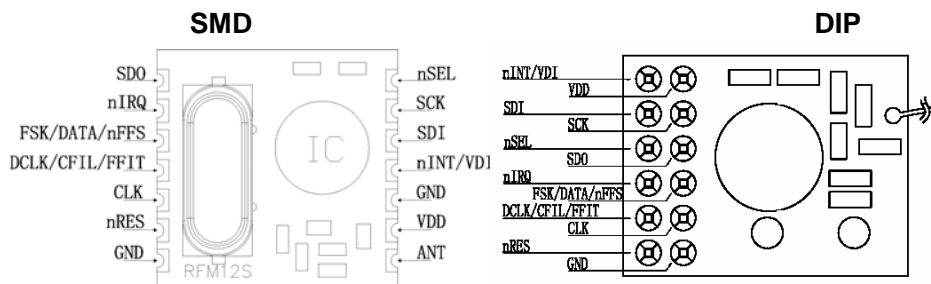 SMD
DIP
SDO
nIRQ
FSK/DATA/nFFS
DCLK/CFIL/FFIT
CLK
nRES
GND
nSEL
SCK
SDI
nINT/VDI
GND
VDD
ANT
IC
RFM12S
nINT/VDI
VDD
SDI
SCK
nSEL
SDO
nIRQ
FSK/DATA/nFFS
DCLK/CFIL/FFIT
CLK
nRES
GND